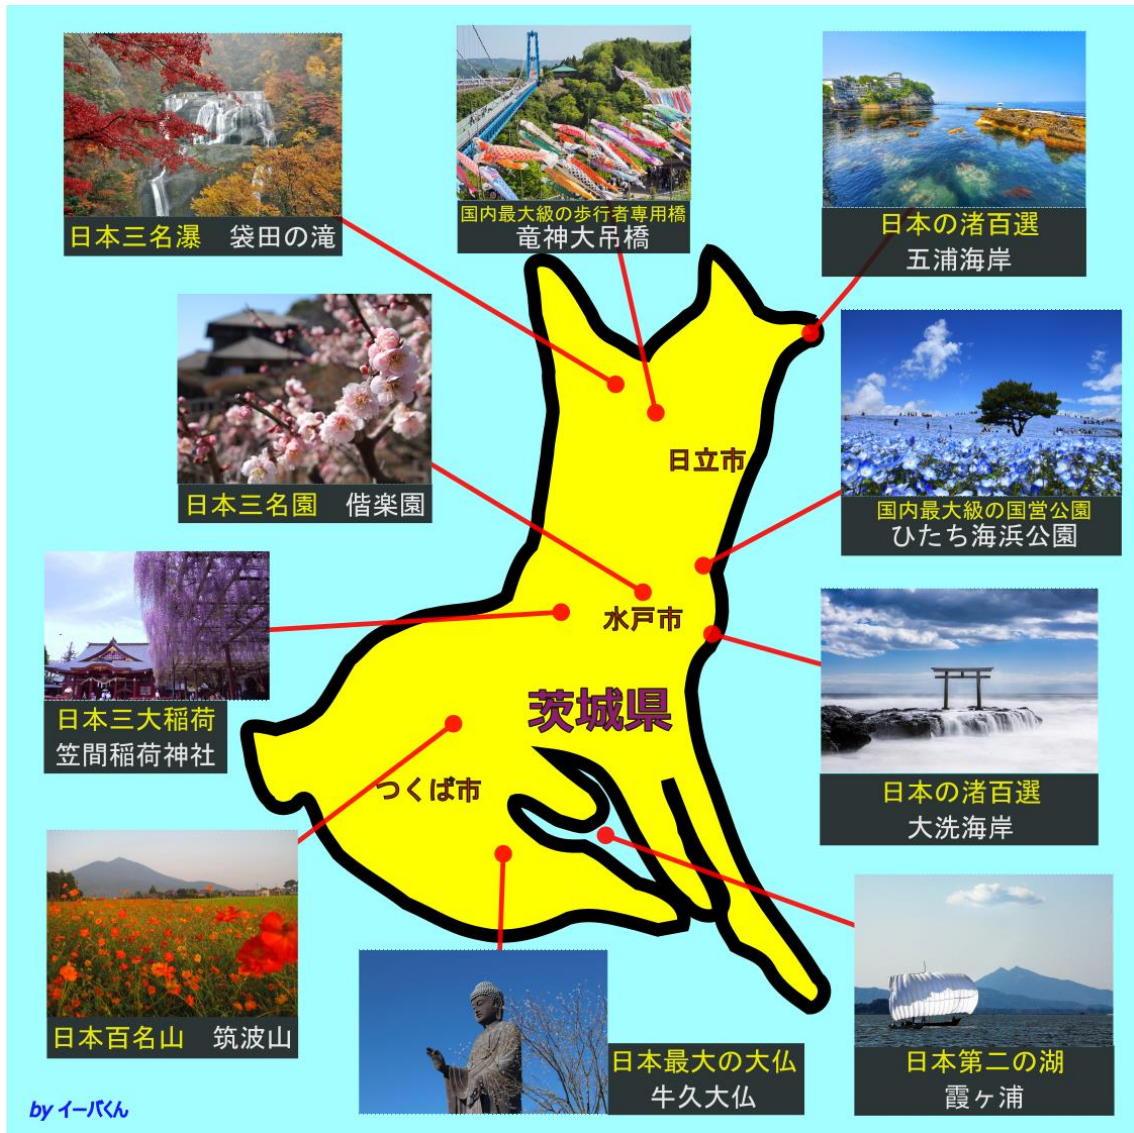 日本三名瀑　袋田の滝
国内最大級の歩行者専用橋
竜神大吊橋
日本の渚百選
五浦海岸
日本三名園　偕楽園
日立市
国内最大級の国営公園
ひたち海浜公園
水戸市
日本三大稲荷
笠間稲荷神社
茨城県
日本の渚百選
大洗海岸
つくば市
日本百名山　筑波山
日本最大の大仏
牛久大仏
日本第二の湖
霞ヶ浦
by イーバくん